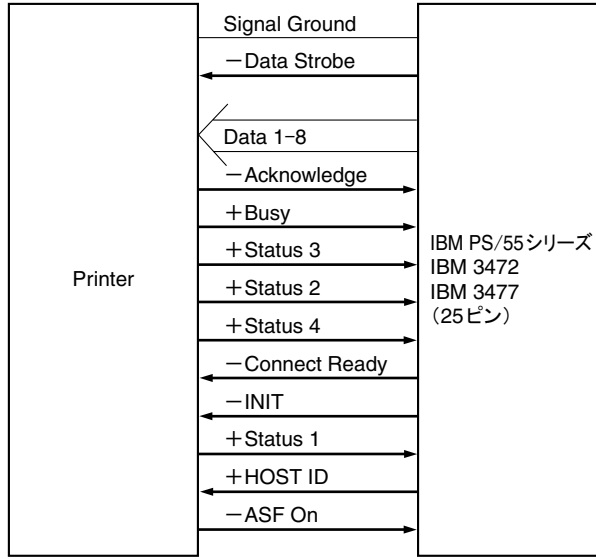 Signal Ground
－Data Strobe
Data 1-8
－Acknowledge
＋Busy
＋Status 3
＋Status 2
＋Status 4
－Connect Ready
－INIT
＋Status 1
＋HOST ID
－ASF On
Printer
IBM PS/55シリーズ
IBM 3472
IBM 3477
（25ピン）